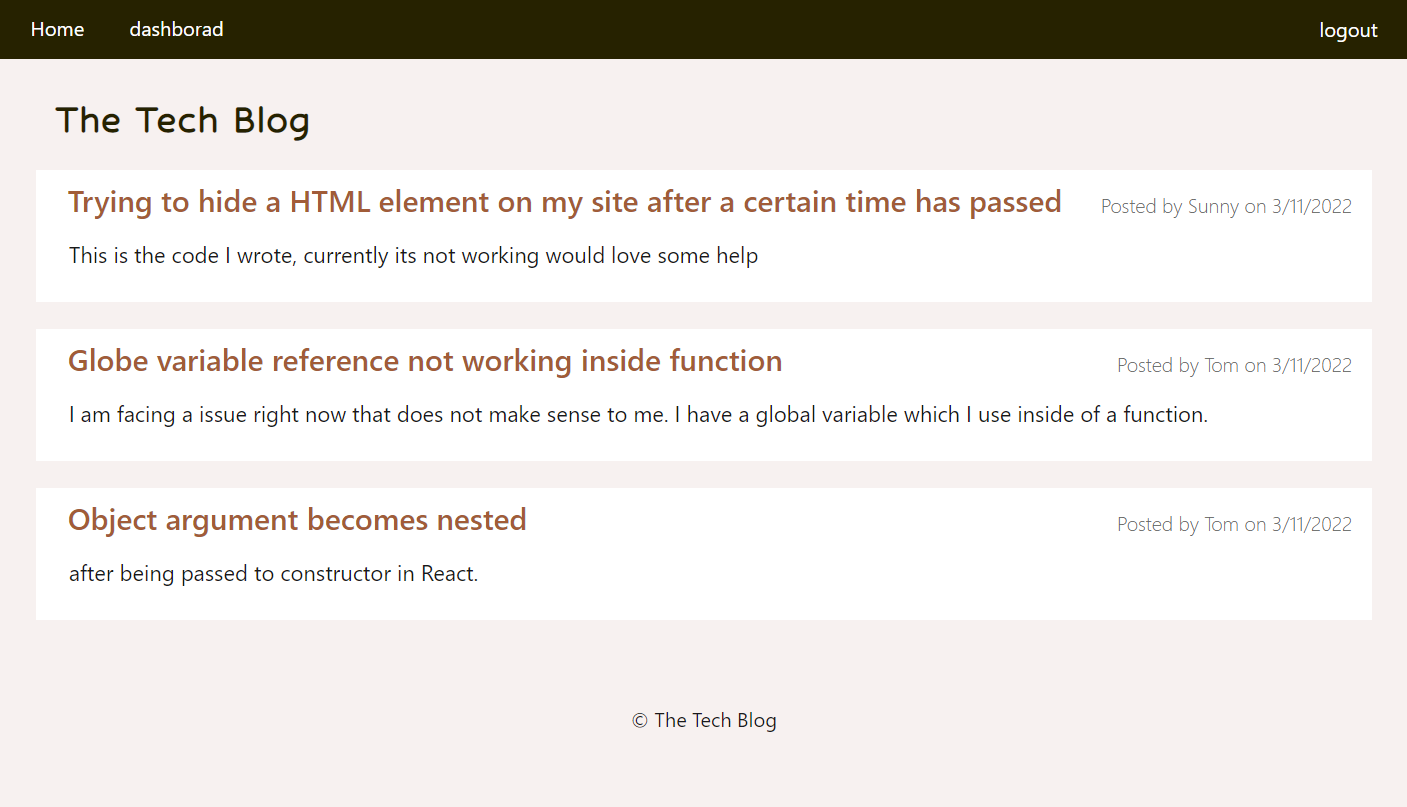 Home dashborad logout
The Tech Blog
Trying to hide a HTML element on my site after a certain time has passed Posted by Sunny on 3/11/2022
This is the code I wrote, currently its not working would love some help
Globe variable reference not working inside function Posted by Tom on 3/11/2022
I am facing a issue right now that does not make sense to me. I have a global variable which I use inside of a function.
Object argument becomes nested Posted by Tom on 3/11/2022
after being passed to constructor in React.
© The Tech Blog